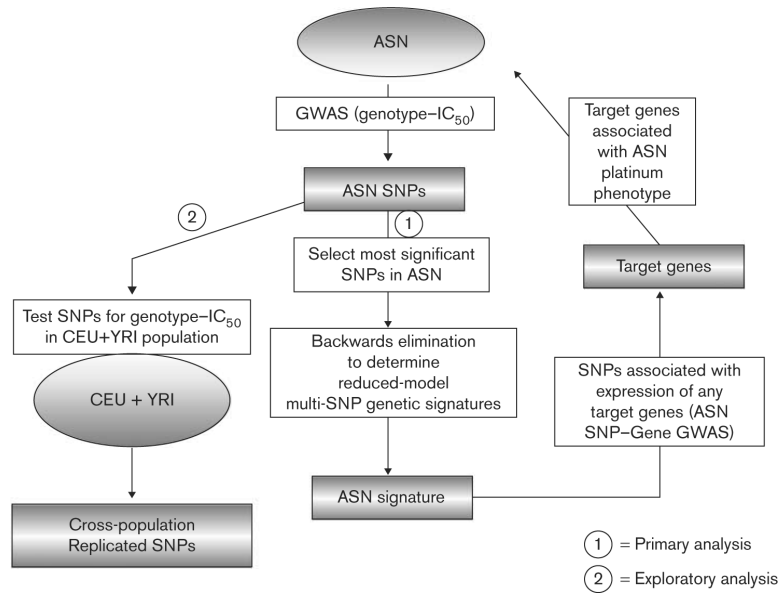 ASN
GWAS (genotype–IC50)
ASN SNPs
2
1
Select most significant
SNPs in ASN
Test SNPs for genotype–IC50
in CEU+YRI population
CEU + YRI
Cross-population
Replicated SNPs
Backwards elimination
to determine
reduced-model
multi-SNP genetic signatures
ASN signature
SNPs associated with
expression of any
target genes (ASN
SNP–Gene GWAS)
Target genes
Target genes
associated
with ASN
platinum
phenotype
1 = Primary analysis
2 = Exploratory analysis